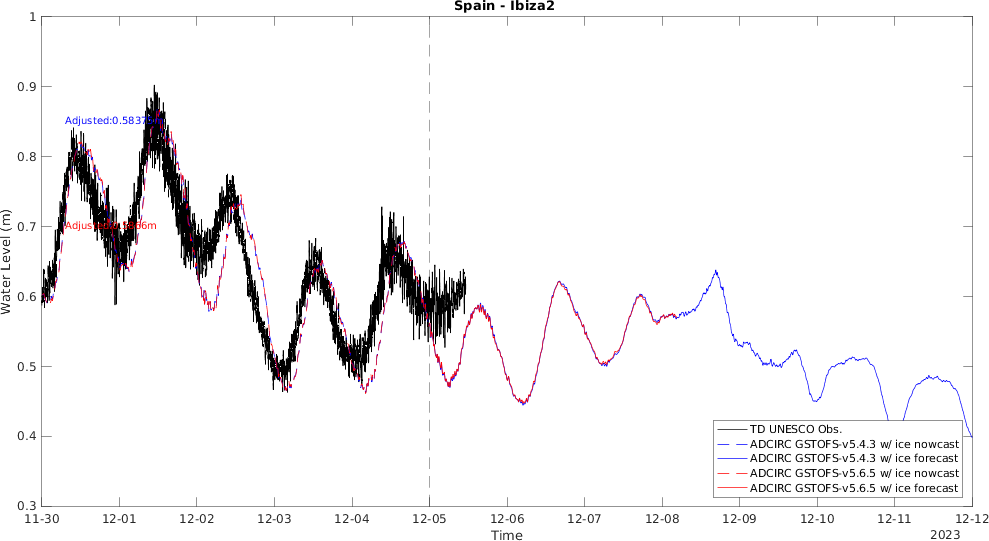 Spain - Ibiza2
Water Level (m)
1
0.9
0.8
0.7
0.6
0.5
0.4
0.3
Adjusted:0.5837
Adjusted:
TD UNESCO Obs.
ADCIRC GSTOFS-v5.4.3 w/ ice nowcast
ADCIRC GSTOFS-v5.4.3 w/ ice forecast
ADCIRC GSTOFS-v5.6.5 w/ ice nowcast
ADCIRC GSTOFS-v5.6.5 w/ ice forecast
11-30 12-01 12-02 12-03 12-04 12-05 12-06 12-07 12-08 12-09 12-10 12-11 12-12
Time
2023